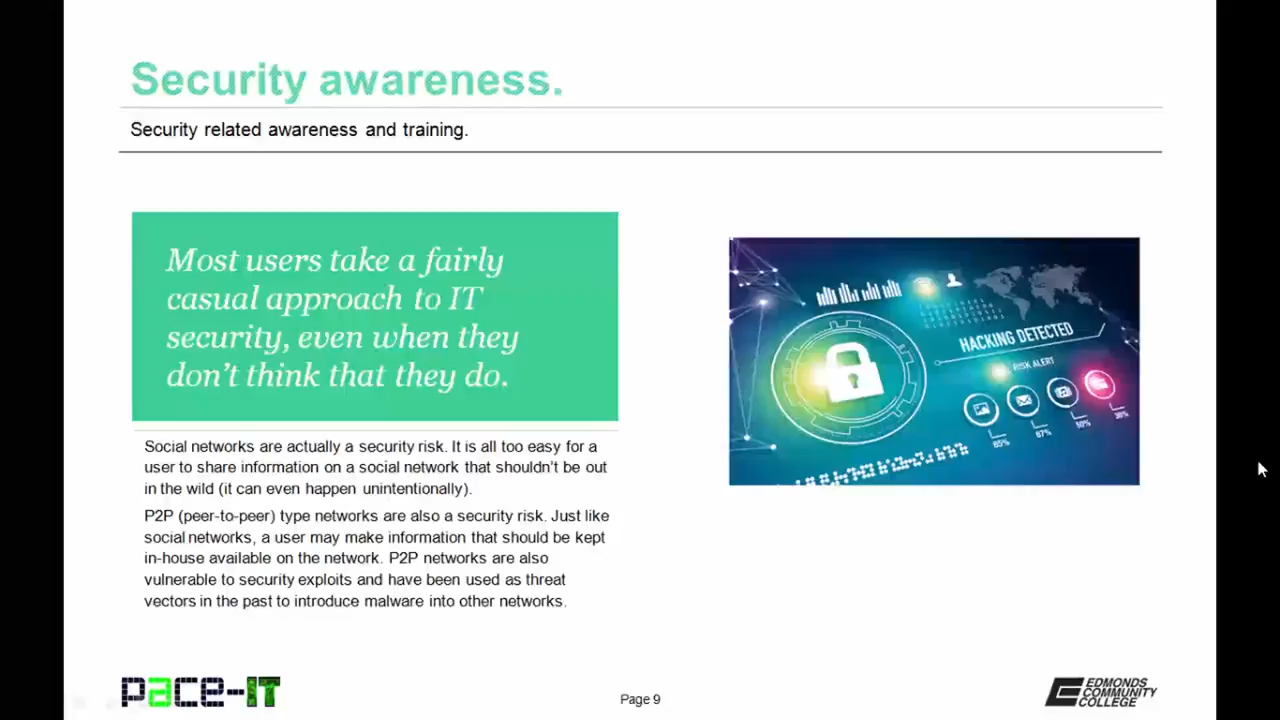 Security awareness.
Security related awareness and training.
Most users take a fairly
casual approach to IT
security, even when they
don't think that they do.
HACKING DETECTED
RISK ALERT
65%
67%
50%
Social networks are actually a security risk. It is all too easy for a
user to share information on a social network that shouldn't be out
in the wild (it can even happen unintentionally).
P2P (peer-to-peer) type networks are also a security risk. Just like
social networks, a user may make information that should be kept
in-house available on the network. P2P networks are also
vulnerable to security exploits and have been used as threat
vectors in the past to introduce malware into other networks.
PACE-IT
Page 9
EDMONDS
COMMUNITY
COLLEGE